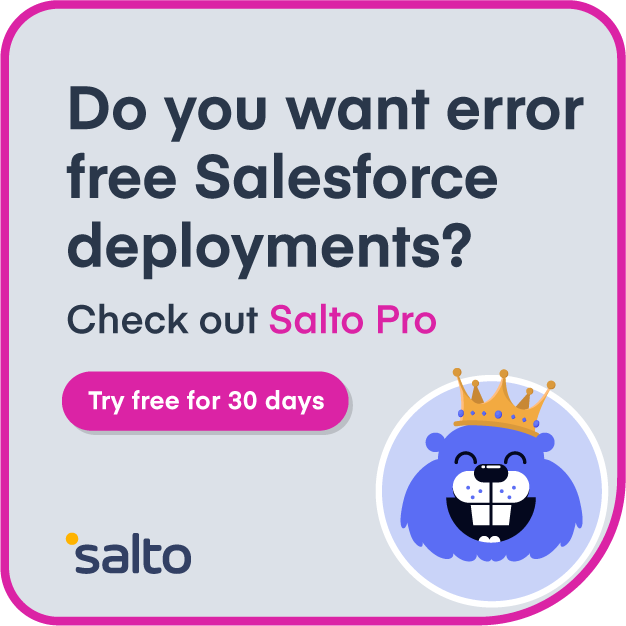 Do you want error
free Salesforce
deployments?
Check out Salto Pro
Try free for 30 days
salto